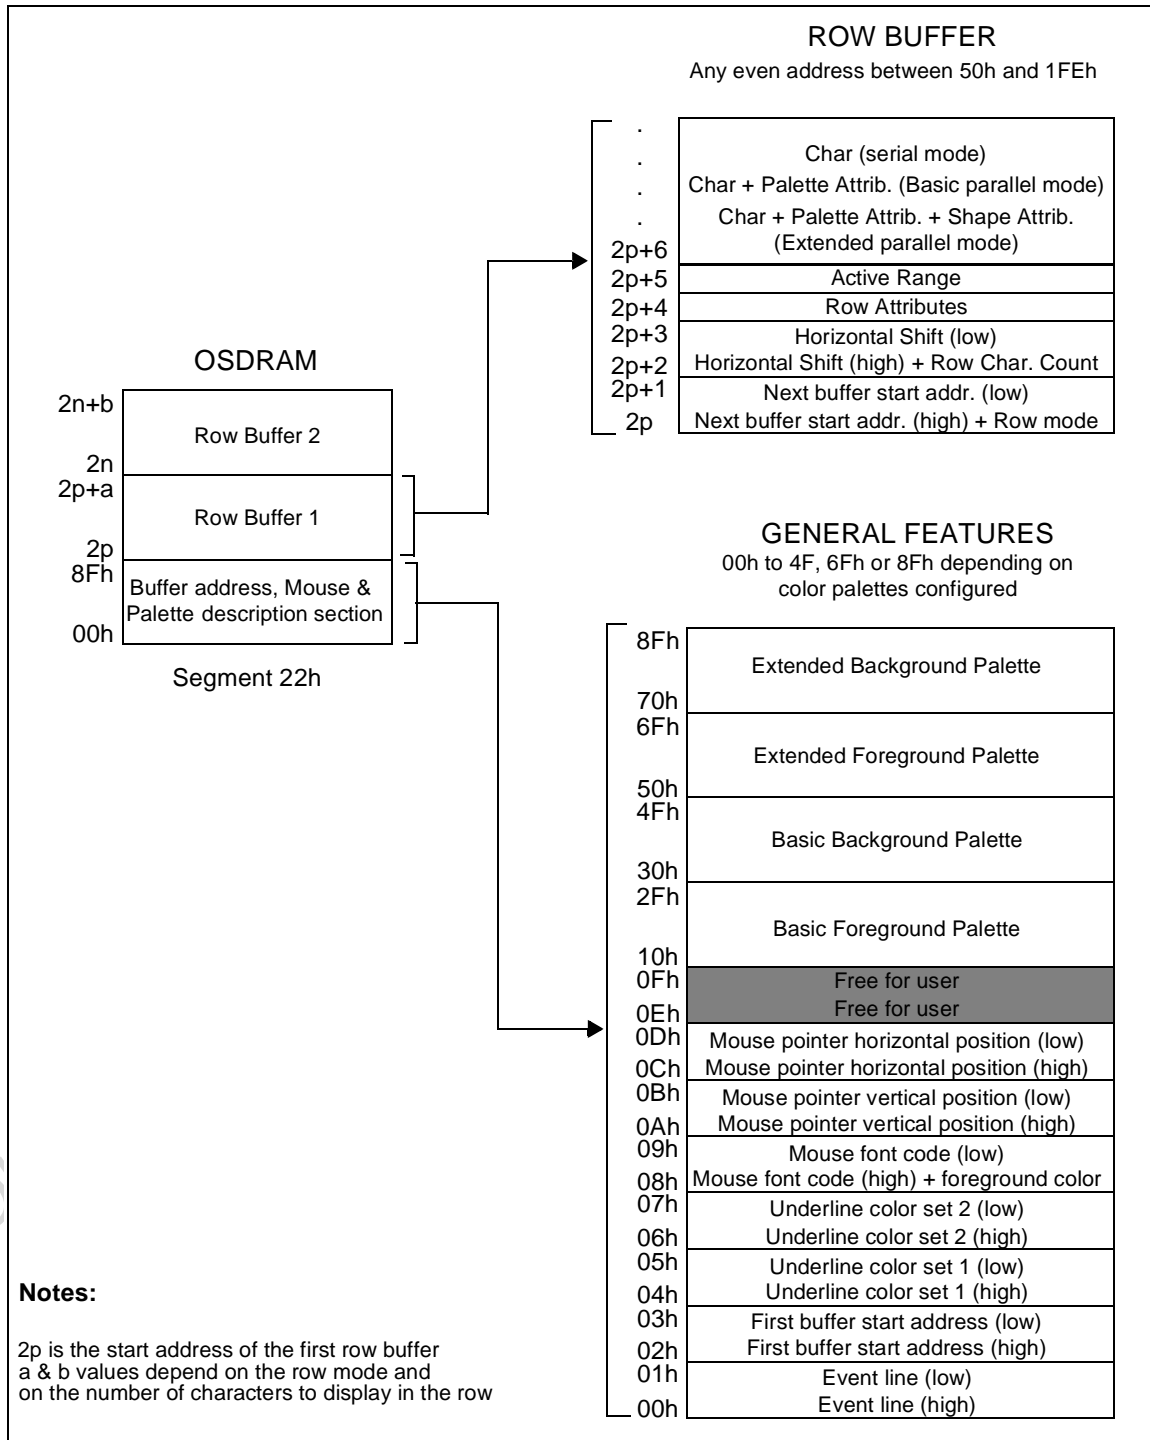 ROW BUFFER
Any even address between 50h and 1FEh
.
.
.
.
Char (serial mode)
Char + Palette Attrib. (Basic parallel mode)
Char + Palette Attrib. + Shape Attrib.
(Extended parallel mode)
2p+6
2p+5 Active Range
2p+4 Row Attributes
2p+3 Horizontal Shift (low)
2p+2 Horizontal Shift (high) + Row Char. Count
2p+1 Next buffer start addr. (low)
2p Next buffer start addr. (high) + Row mode
OSDRAM
2n+b
Row Buffer 2
2n
2p+a
Row Buffer 1
2p
8Fh
Buffer address, Mouse &
Palette description section
00h
Segment 22h
GENERAL FEATURES
00h to 4F, 6Fh or 8Fh depending on
color palettes configured
8Fh
Extended Background Palette
70h
6Fh
Extended Foreground Palette
50h
4Fh
Basic Background Palette
30h
2Fh
Basic Foreground Palette
10h
0Fh Free for user
0Eh Free for user
0Dh Mouse pointer horizontal position (low)
0Ch Mouse pointer horizontal position (high)
0Bh Mouse pointer vertical position (low)
0Ah Mouse pointer vertical position (high)
09h Mouse font code (low)
08h Mouse font code (high) + foreground color
07h Underline color set 2 (low)
06h Underline color set 2 (high)
05h Underline color set 1 (low)
04h Underline color set 1 (high)
03h First buffer start address (low)
02h First buffer start address (high)
01h Event line (low)
00h Event line (high)
Notes:
2p is the start address of the first row buffer
a & b values depend on the row mode and
on the number of characters to display in the row